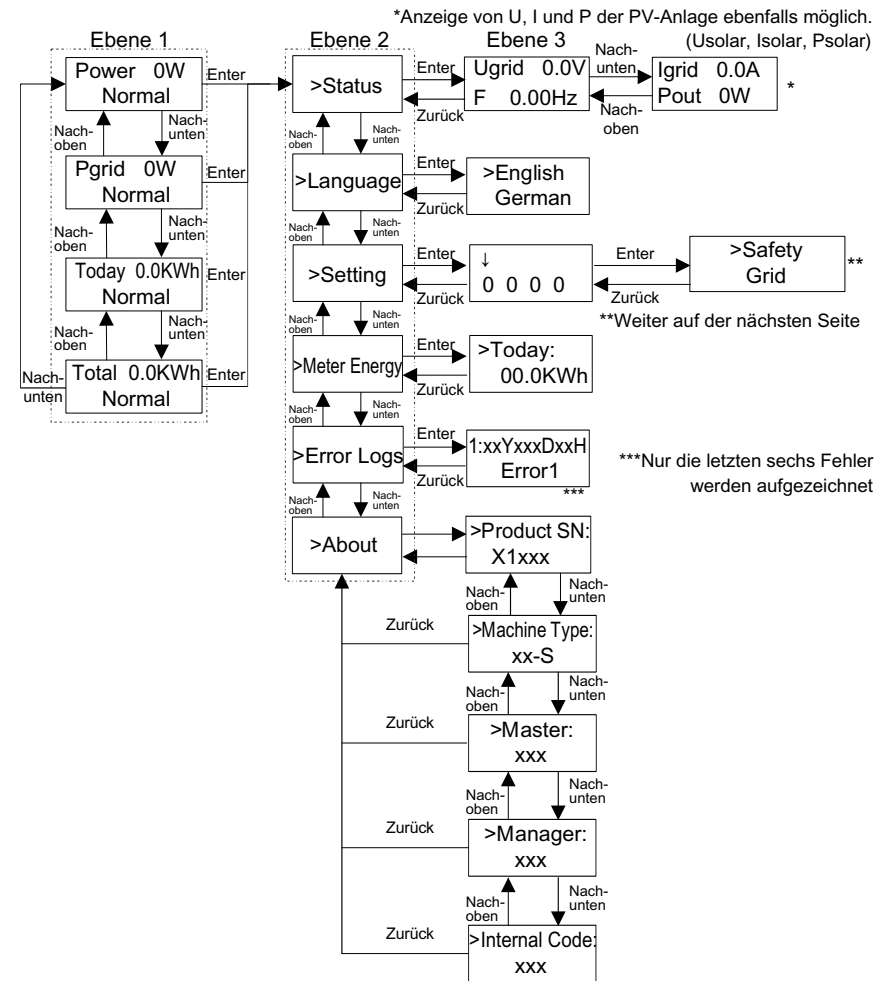 *Anzeige von U, I und P der PV-Anlage ebenfalls möglich.
(Usolar, Isolar, Psolar)
Ebene 1
Ebene 2
Ebene 3
Power 0W
Normal
Enter
Nach-
oben
Nach-
unten
Pgrid 0W
Normal
Enter
Nach-
oben
Nach-
unten
Today 0.0KWh
Normal
Enter
Nach-
oben
Nach-
unten
Nach-
unten
Total 0.0KWh
Normal
Enter
>Status
Enter
Zurück
Ugrid 0.0V
F 0.00Hz
Nach-
unten
Nach-
oben
Igrid 0.0A
Pout 0W
*
Nach-
oben
Nach-
unten
>Language
Enter
Zurück
>English
German
Nach-
oben
Nach-
unten
>Setting
Enter
Zurück
↓
0 0 0 0
Enter
Zurück
>Safety
Grid
**
**Weiter auf der nächsten Seite
Nach-
oben
Nach-
unten
>Meter Energy
Enter
Zurück
>Today:
00.0KWh
Nach-
oben
Nach-
unten
>Error Logs
Enter
Zurück
1:xxYxxxDxxH
Error1
***
***Nur die letzten sechs Fehler
werden aufgezeichnet
Nach-
oben
Nach-
unten
>About
>Product SN:
X1xxx
Nach-
oben
Nach-
unten
Zurück
>Machine Type:
xx-S
Nach-
oben
Nach-
unten
Zurück
>Master:
xxx
Nach-
oben
Nach-
unten
Zurück
>Manager:
xxx
Nach-
oben
Nach-
unten
Zurück
>Internal Code:
xxx